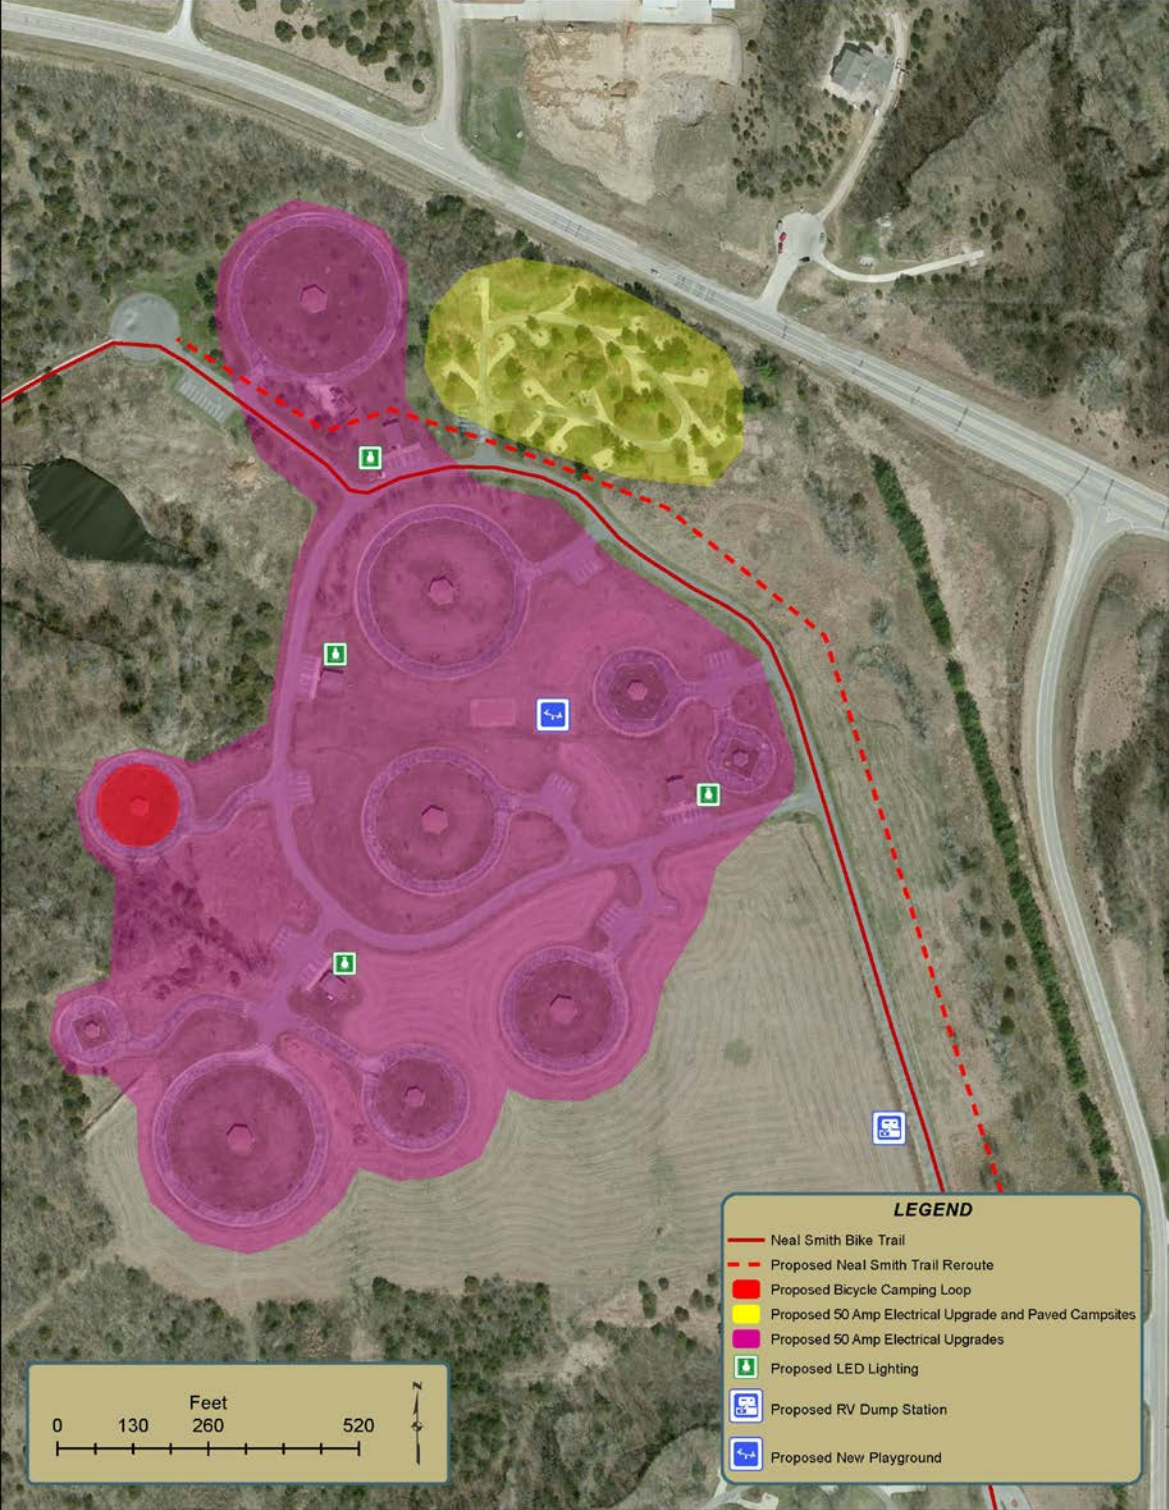 LEGEND
Neal Smith Bike Trail
Proposed Neal Smith Trail Reroute
Proposed Bicycle Camping Loop
Proposed 50 Amp Electrical Upgrade and Paved Campsites
Proposed 50 Amp Electrical Upgrades
Proposed LED Lighting
Proposed RV Dump Station
Proposed New Playground
Feet
0 130 260 520
N